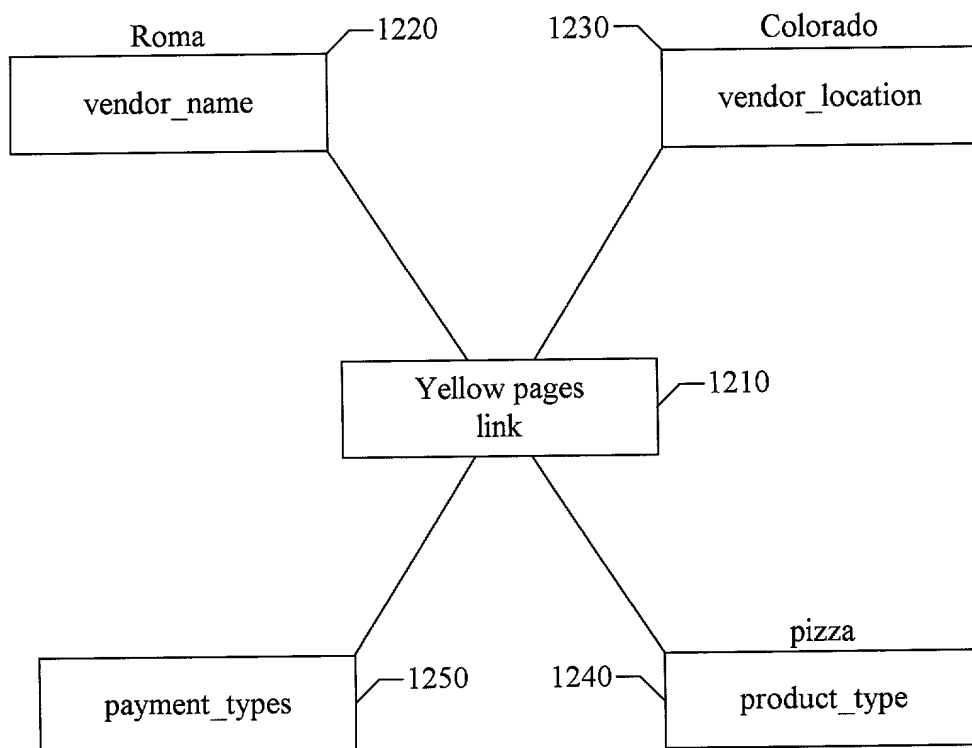 Roma
1220
1230
Colorado
vendor_name
vendor_location
Yellow pages
link
1210
pizza
payment_types
1250
1240
product_type